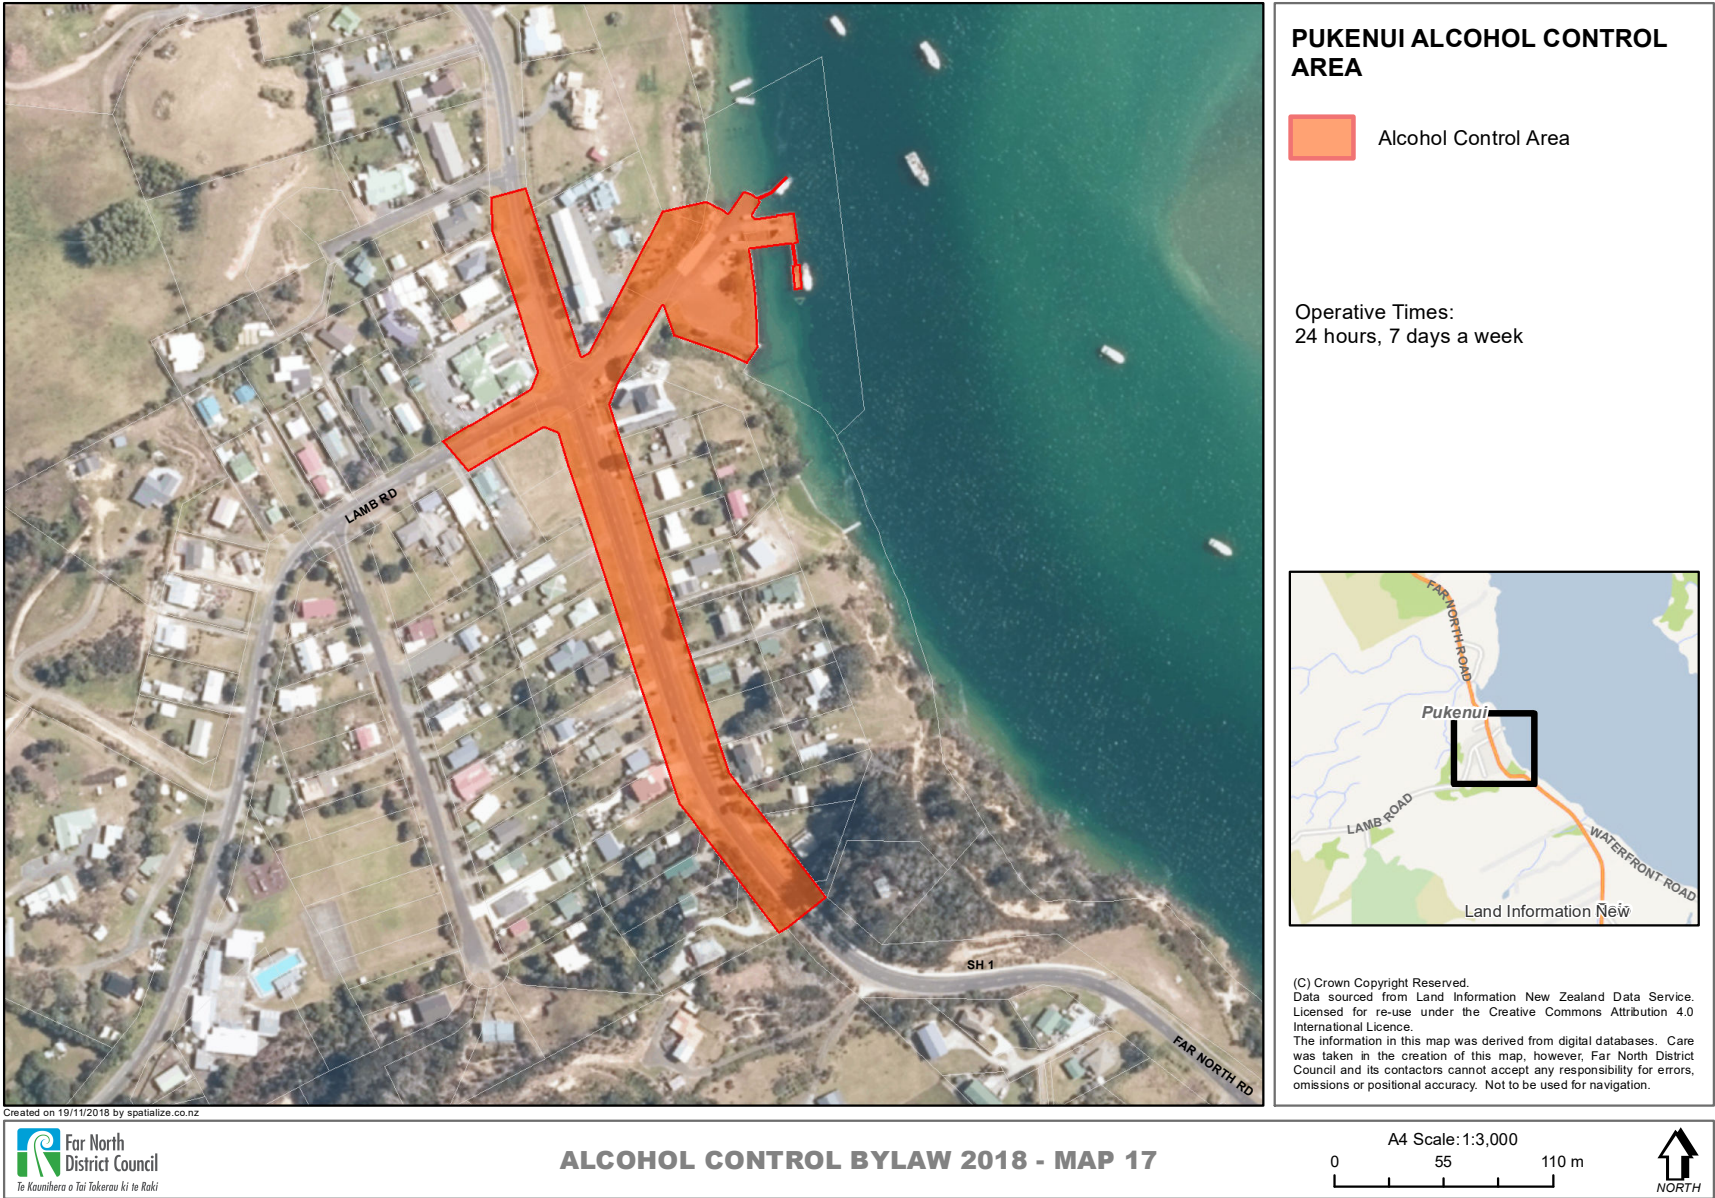 PUKENUI ALCOHOL CONTROL
AREA
Alcohol Control Area
Operative Times:
24 hours, 7 days a week
LAMB RD
SH 1
FAR NORTH RD
FAR NORTH ROAD
Pukenui
LAMB ROAD
WATERFRONT ROAD
Land Information New
(C) Crown Copyright Reserved.
Data sourced from Land Information New Zealand Data Service.
Licensed for re-use under the Creative Commons Attribution 4.0
International Licence.
The information in this map was derived from digital databases. Care
was taken in the creation of this map, however, Far North District
Council and its contactors cannot accept any responsibility for errors,
omissions or positional accuracy. Not to be used for navigation.
Created on 19/11/2018 by spatialize.co.nz
Far North
District Council
Te Kaunihera o Tai Tokerau ki te Raki
ALCOHOL CONTROL BYLAW 2018 - MAP 17
A4 Scale: 1:3,000
0 55 110 m
NORTH